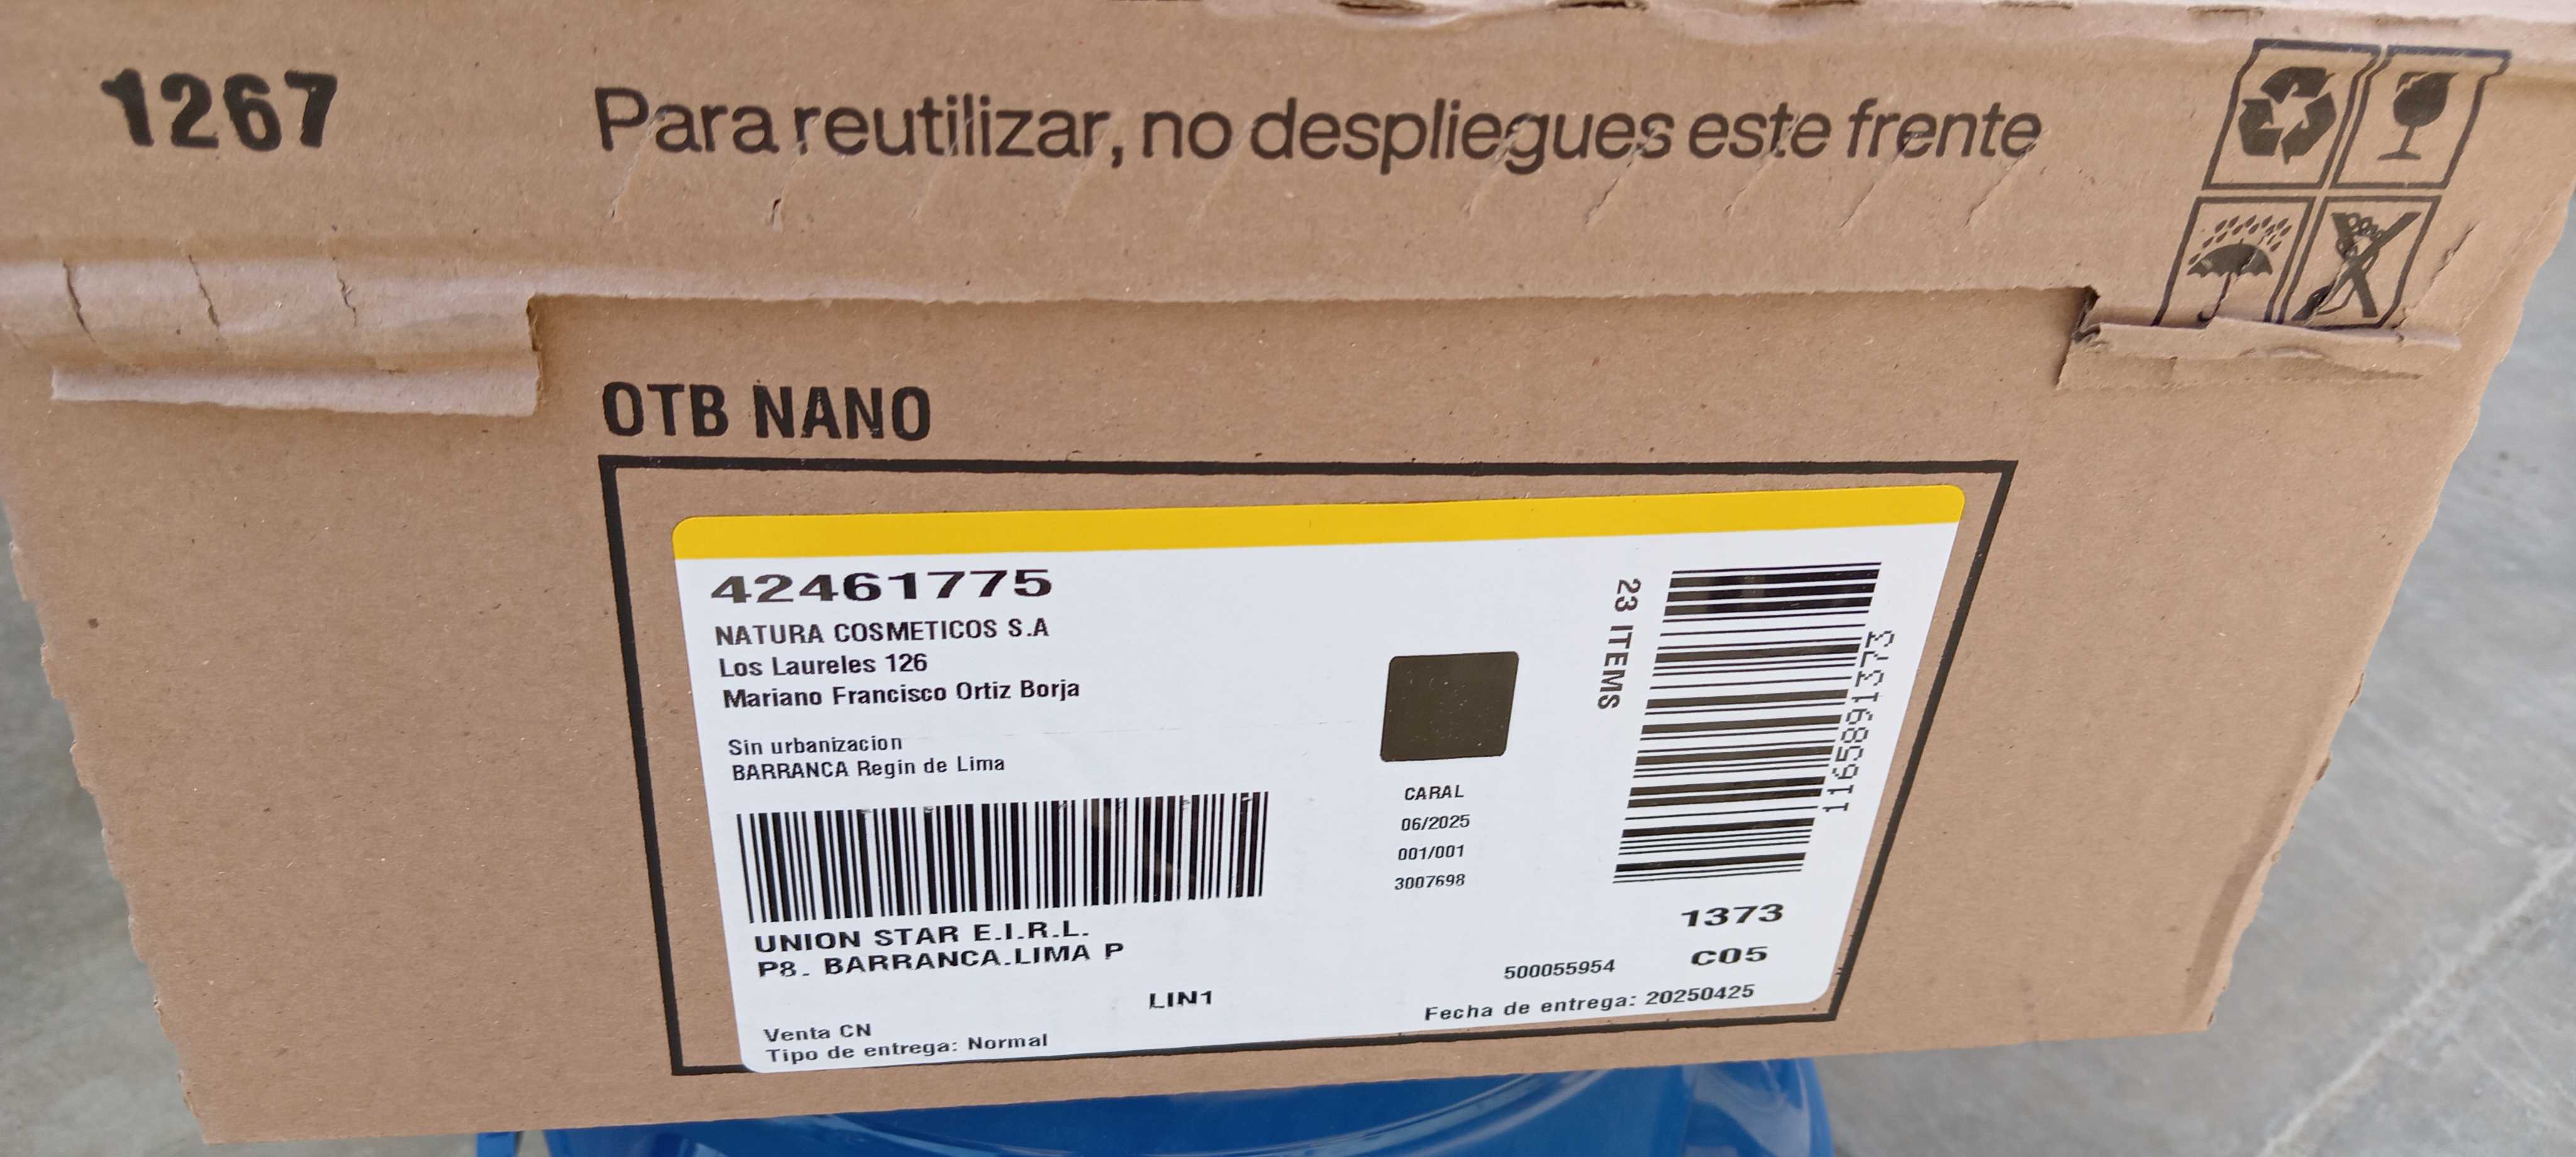 1267
Para reutilizar, no despliegues este frente
OTB NANO
42461775
NATURA COSMETICOS S.A
Los Laureles 126
Mariano Francisco Ortiz Borja
Sin urbanizacion
BARRANCA Regin de Lima
UNION STAR E.I.R.L.
P8. BARRANCA.LIMA P
LIN1
Venta CN
Tipo de entrega: Normal
CARAL
06/2025
001/001
3007698
23 ITEMS
1165891373
1373
C05
500055954
Fecha de entrega: 20250425